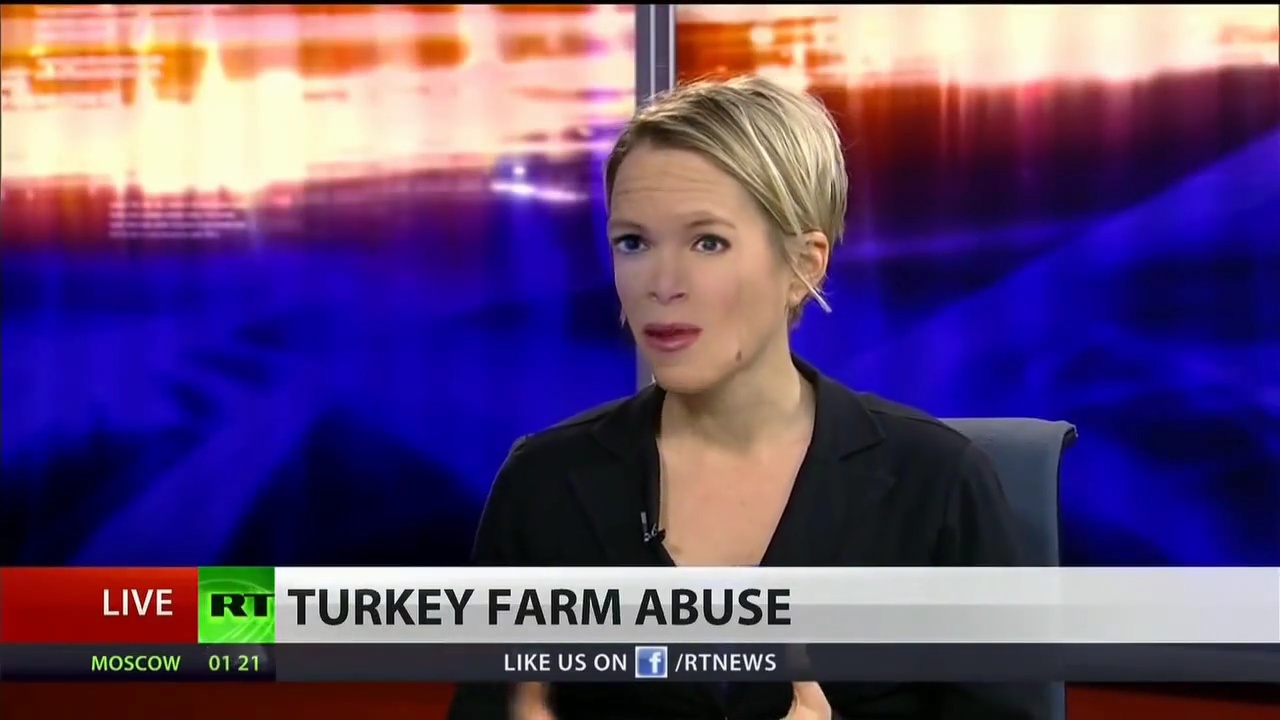 LIVE
RT
TURKEY FARM ABUSE
MOSCOW 01 21
LIKE US ON f /RTNEWS